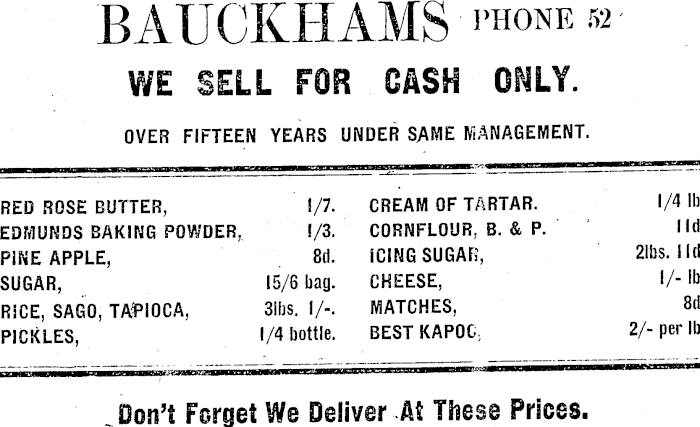 BAUCKHAMS PHONE 52
WE SELL FOR CASH ONLY.
OVER FIFTEEN YEARS UNDER SAME MANAGEMENT.
RED ROSE BUTTER, 1/7.
EDMUNDS BAKING POWDER, 1/3.
PINE APPLE, 8d.
SUGAR, 15/6 bag.
RICE, SAGO, TAPIOCA, 3lbs. 1/-.
PICKLES, 1/4 bottle.
CREAM OF TARTAR. 1/4 lb
CORNFLOUR, B. & P. 11d
ICING SUGAR, 2lbs. 11d
CHEESE, 1/- lb
MATCHES, 8d
BEST KAPOC, 2/- per lb
Don't Forget We Deliver At These Prices.